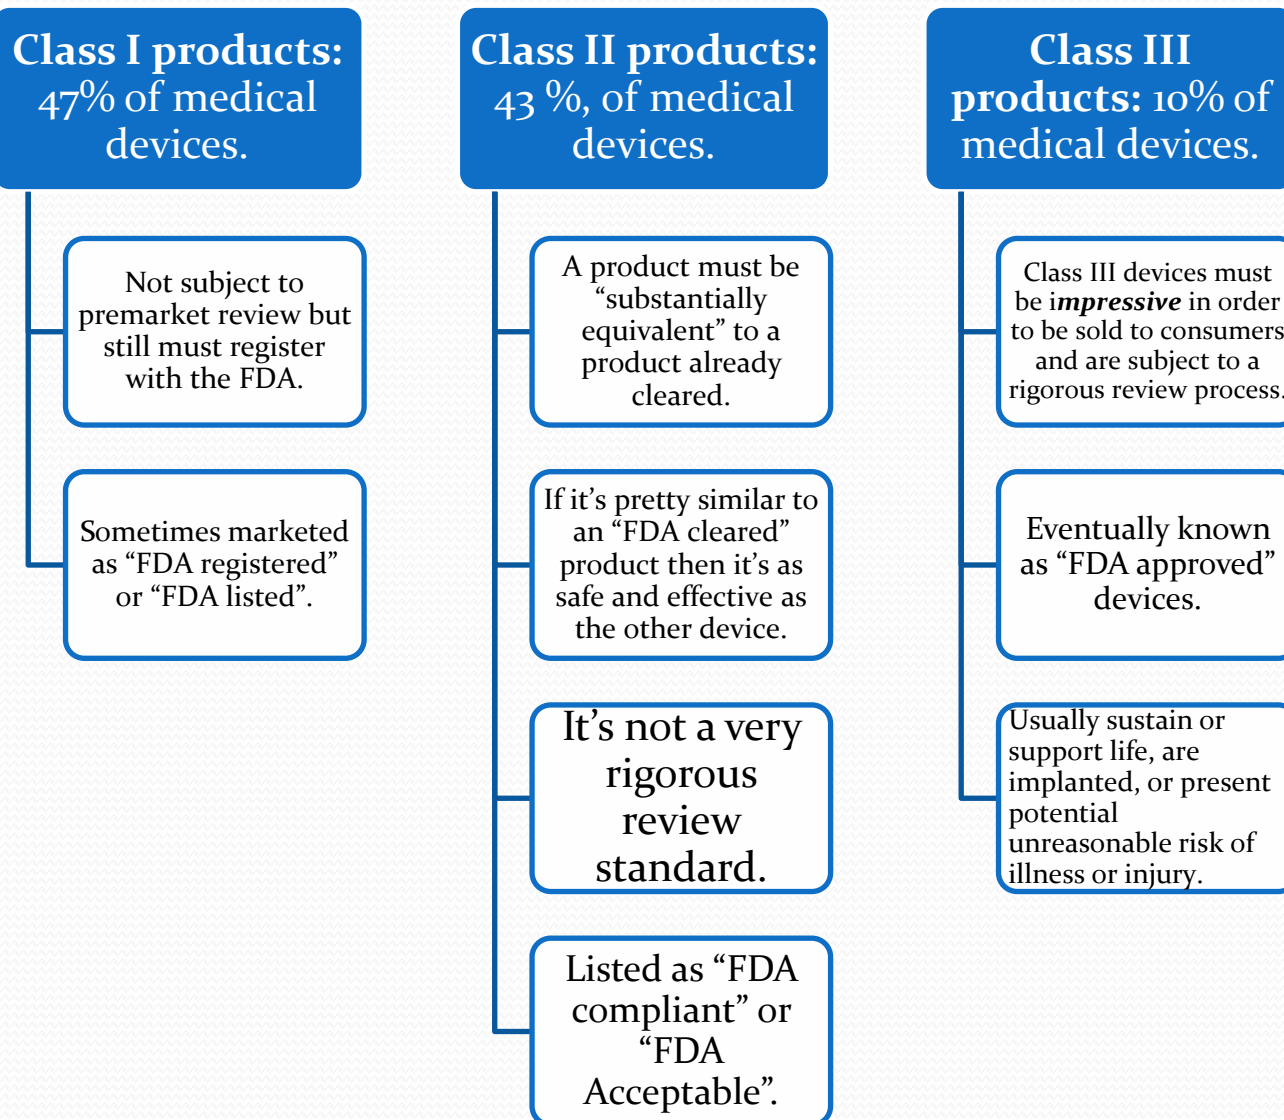 Class I products:
47% of medical
devices.
Not subject to
premarket review but
still must register
with the FDA.
Sometimes marketed
as “FDA registered”
or “FDA listed”.
Class II products:
43 %, of medical
devices.
A product must be
“substantially
equivalent” to a
product already
cleared.
If it’s pretty similar to
an “FDA cleared”
product then it’s as
safe and effective as
the other device.
It’s not a very
rigorous
review
standard.
Listed as “FDA
compliant” or
“FDA
Acceptable”.
Class III
products: 10% of
medical devices.
Class III devices must
be impressive in order
to be sold to consumers
and are subject to a
rigorous review process.
Eventually known
as “FDA approved”
devices.
Usually sustain or
support life, are
implanted, or present
potential
unreasonable risk of
illness or injury.